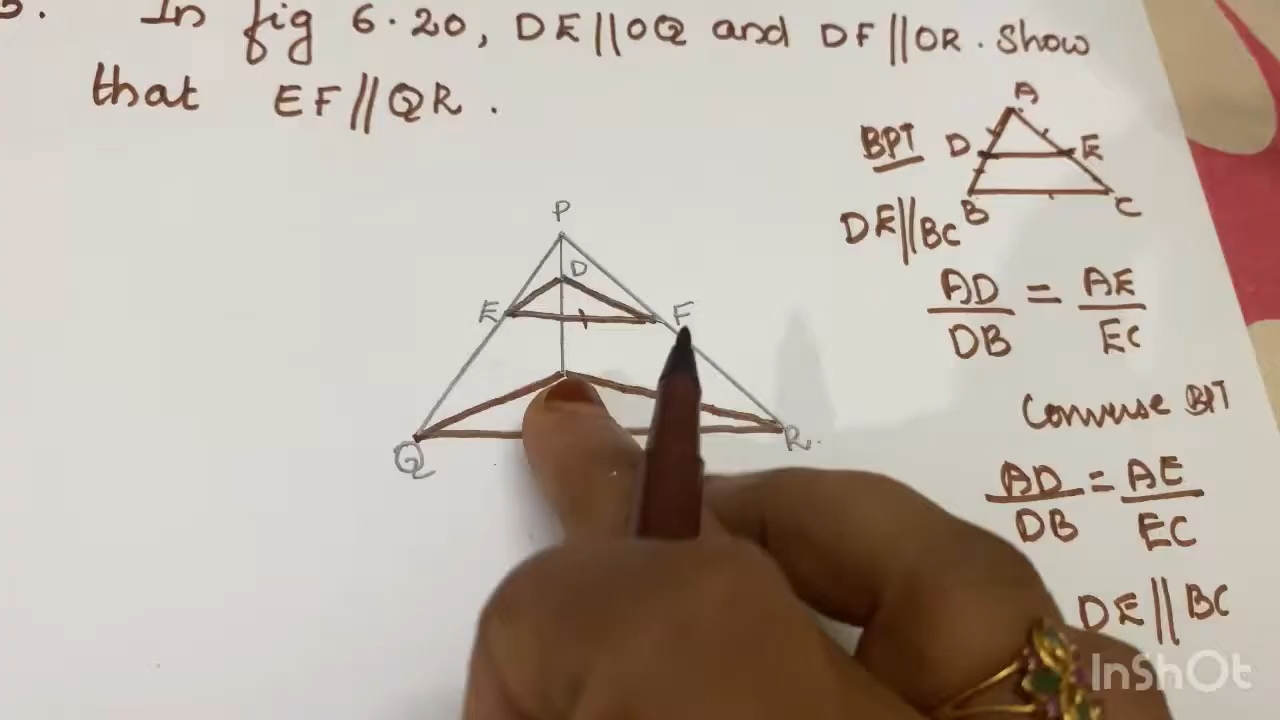 In fig 6.20, DE||OQ and DF||OR. Show
that EF||QR.
A
BPT D E
B C
DE||BC
AD/DB = AE/EC
Converse BPT
AD/DB = AE/EC
DE||BC
P
D
E F
Q R.
InShOt